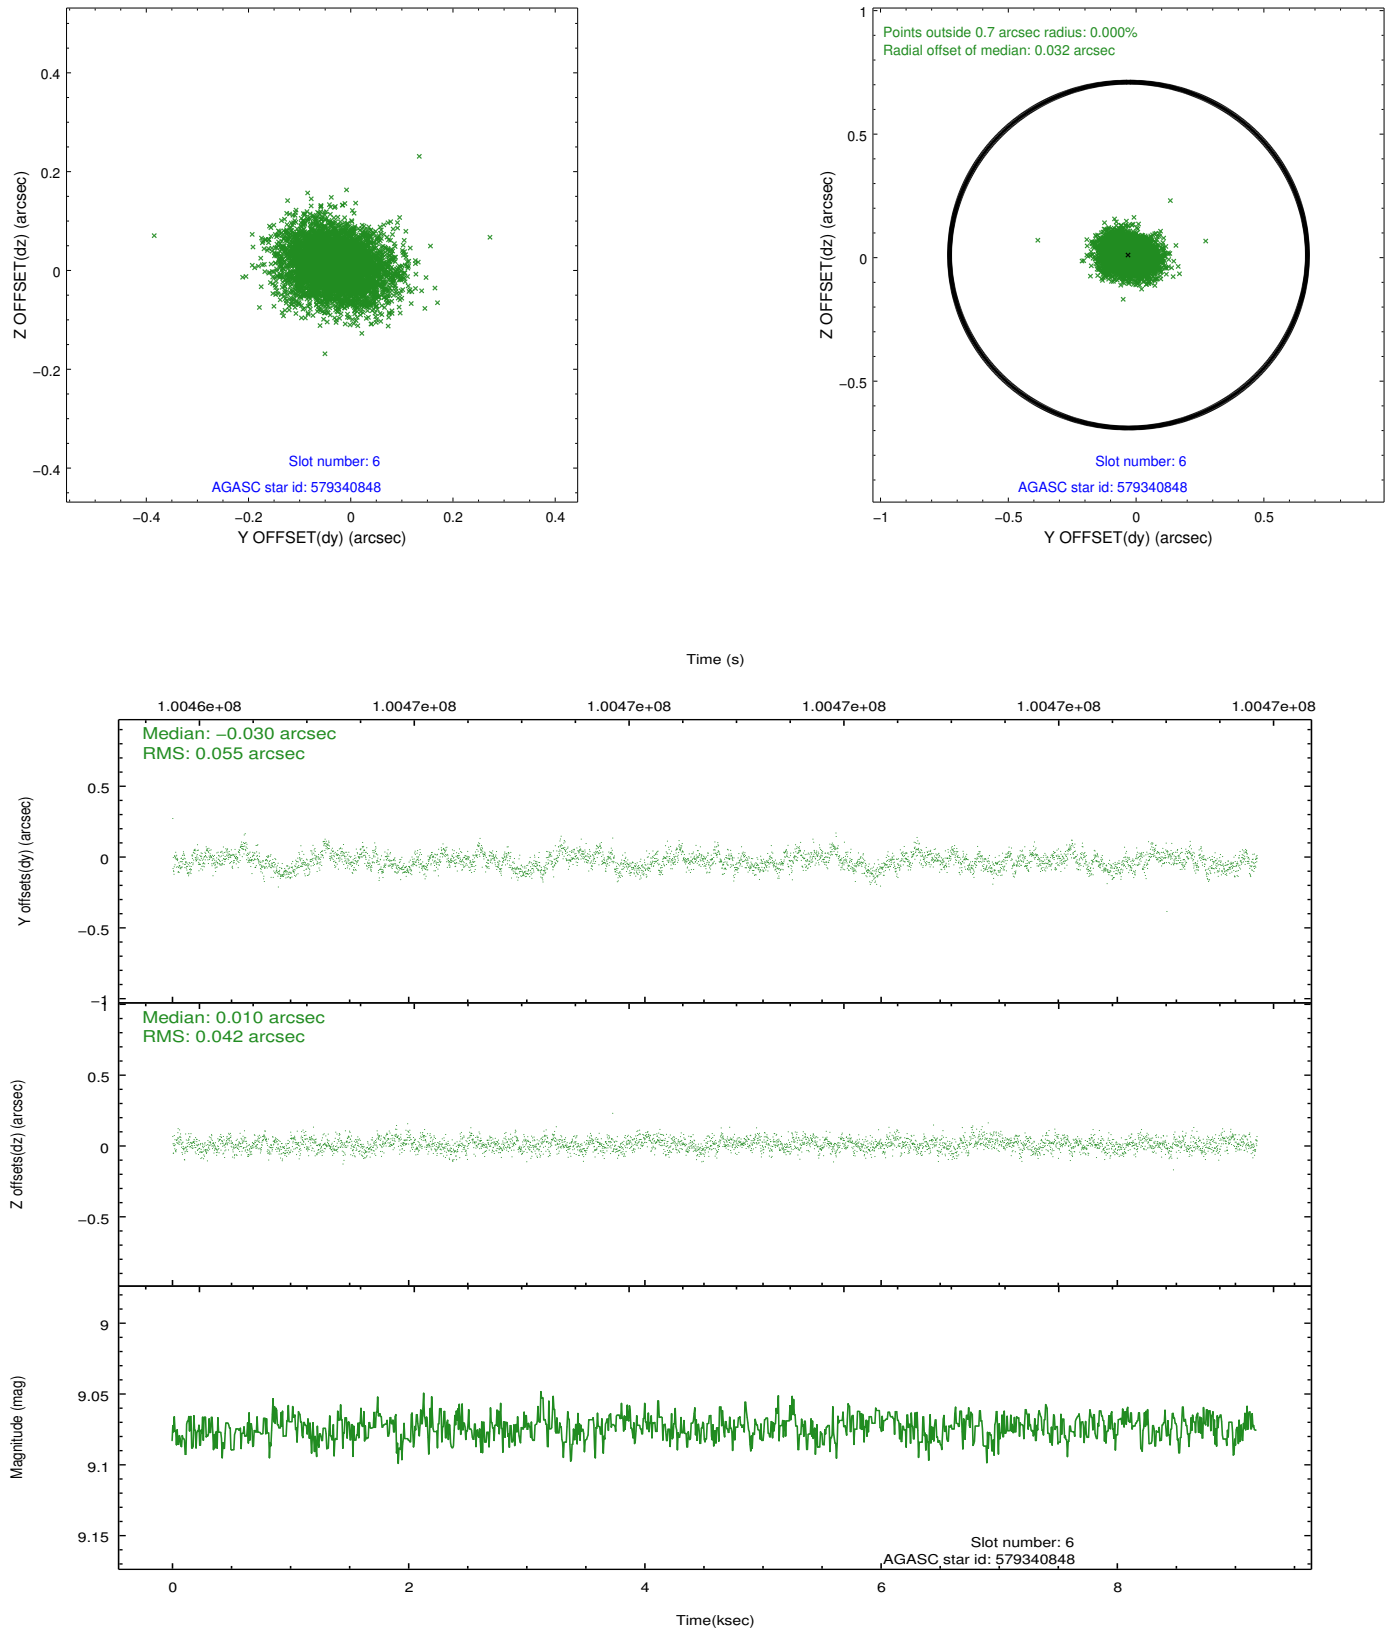 0.4
0.2
0
−0.2
−0.4
Z OFFSET(dz) (arcsec)
Slot number: 6
AGASC star id: 579340848
−0.4
−0.2
0
0.2
0.4
Y OFFSET(dy) (arcsec)
1
0.5
0
−0.5
Z OFFSET(dz) (arcsec)
Points outside 0.7 arcsec radius: 0.000%
Radial offset of median: 0.032 arcsec
Slot number: 6
AGASC star id: 579340848
−1
−0.5
0
0.5
Y OFFSET(dy) (arcsec)
Time (s)
1.0046e+08
1.0047e+08
1.0047e+08
1.0047e+08
1.0047e+08
1.0047e+08
Median: −0.030 arcsec
RMS: 0.055 arcsec
0.5
0
−0.5
−1
Y offsets(dy) (arcsec)
1
Median: 0.010 arcsec
RMS: 0.042 arcsec
0.5
0
−0.5
Z offsets(dz) (arcsec)
9
9.05
9.1
9.15
Magnitude (mag)
Slot number: 6
AGASC star id: 579340848
0
2
4
6
8
Time(ksec)